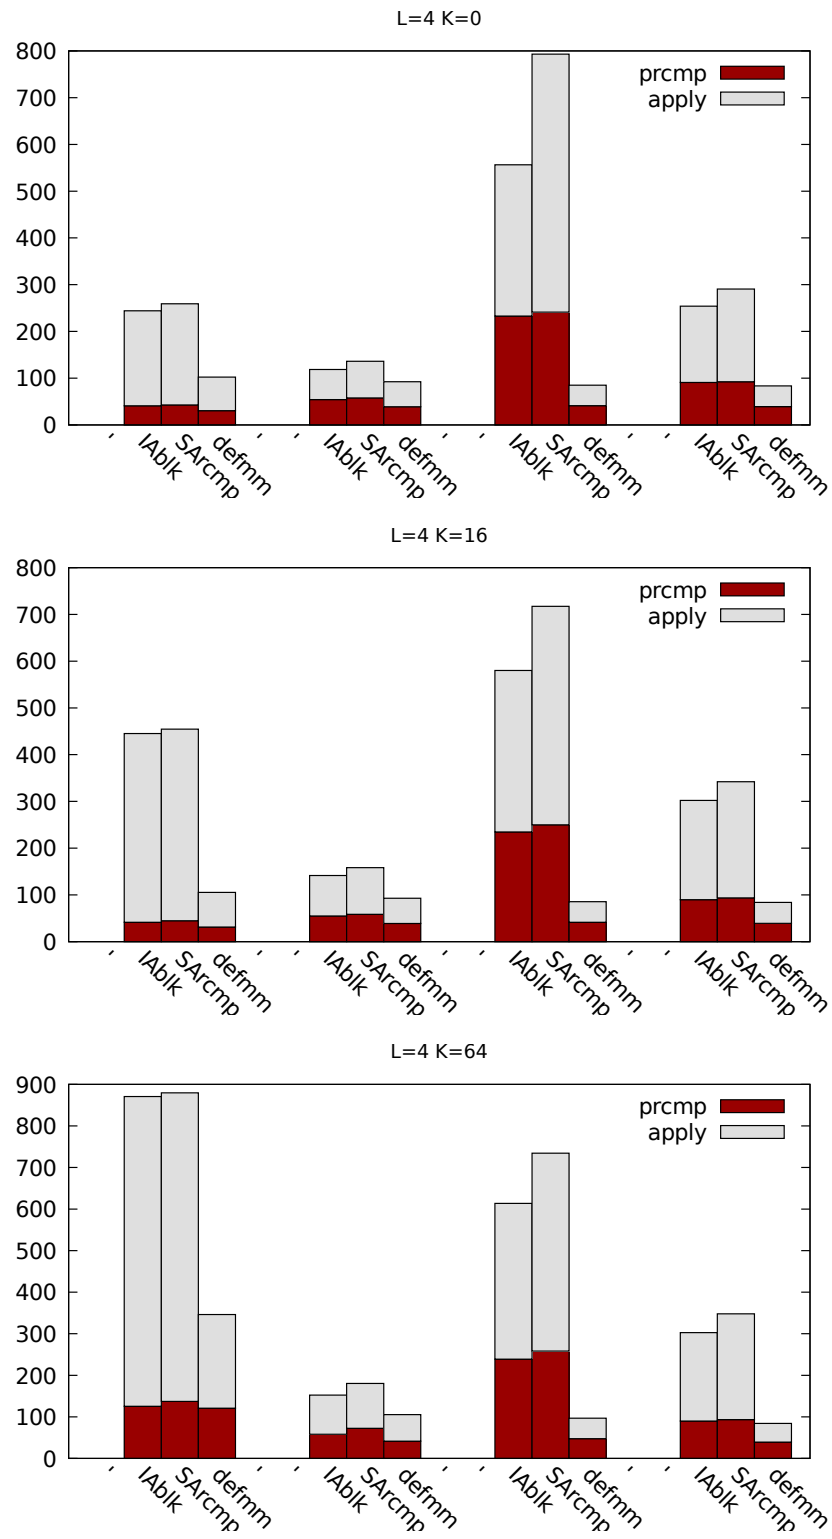 L=4 K=0
800
700
600
500
400
300
200
100
0
prcmp
apply
- IAblk SArcmp defmm - - IAblk SArcmp defmm - - IAblk SArcmp defmm - - IAblk SArcmp defmm
L=4 K=16
800
700
600
500
400
300
200
100
0
prcmp
apply
- IAblk SArcmp defmm - - IAblk SArcmp defmm - - IAblk SArcmp defmm - - IAblk SArcmp defmm
L=4 K=64
900
800
700
600
500
400
300
200
100
0
prcmp
apply
- IAblk SArcmp defmm - - IAblk SArcmp defmm - - IAblk SArcmp defmm - - IAblk SArcmp defmm